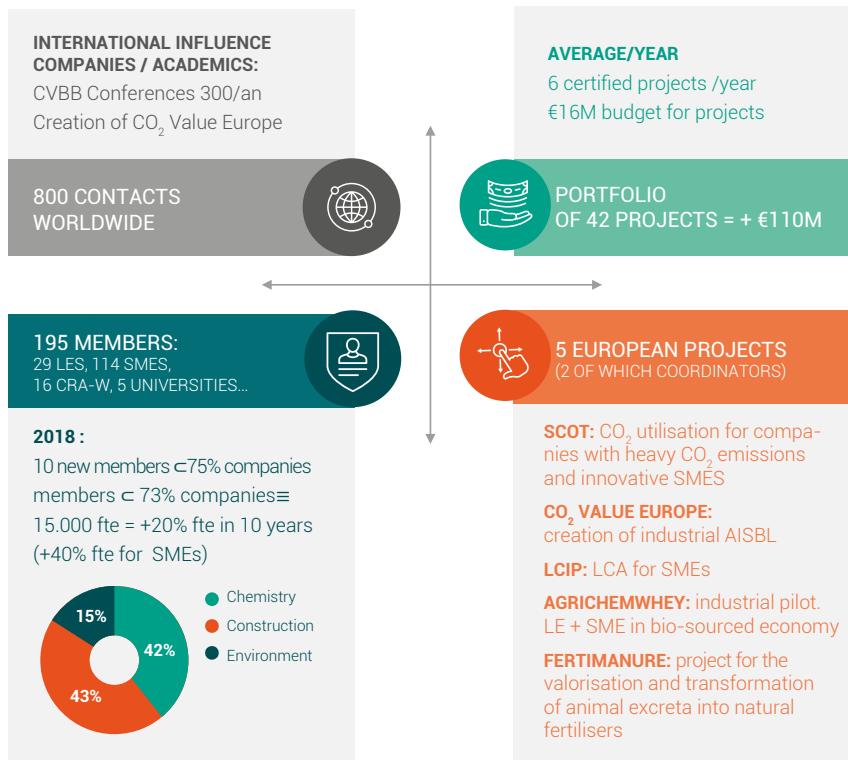 INTERNATIONAL INFLUENCE
COMPANIES / ACADEMICS:
CVBB Conferences 300/an
Creation of CO₂ Value Europe
800 CONTACTS
WORLDWIDE
AVERAGE/YEAR
6 certified projects /year
€16M budget for projects
PORTFOLIO
OF 42 PROJECTS = + €110M
195 MEMBERS:
29 LES, 114 SMES,
16 CRA-W, 5 UNIVERSITIES...
2018 :
10 new members ⊂75% companies
members ⊂ 73% companies≡
15.000 fte = +20% fte in 10 years
(+40% fte for SMEs)
15%
42%
43%
Chemistry
Construction
Environment
5 EUROPEAN PROJECTS
(2 OF WHICH COORDINATORS)
SCOT: CO₂ utilisation for compa-
nies with heavy CO₂ emissions
and innovative SMES
CO₂ VALUE EUROPE:
creation of industrial AISBL
LCIP: LCA for SMEs
AGRICHEMWHEY: industrial pilot.
LE + SME in bio-sourced economy
FERTIMANURE: project for the
valorisation and transformation
of animal excreta into natural
fertilisers